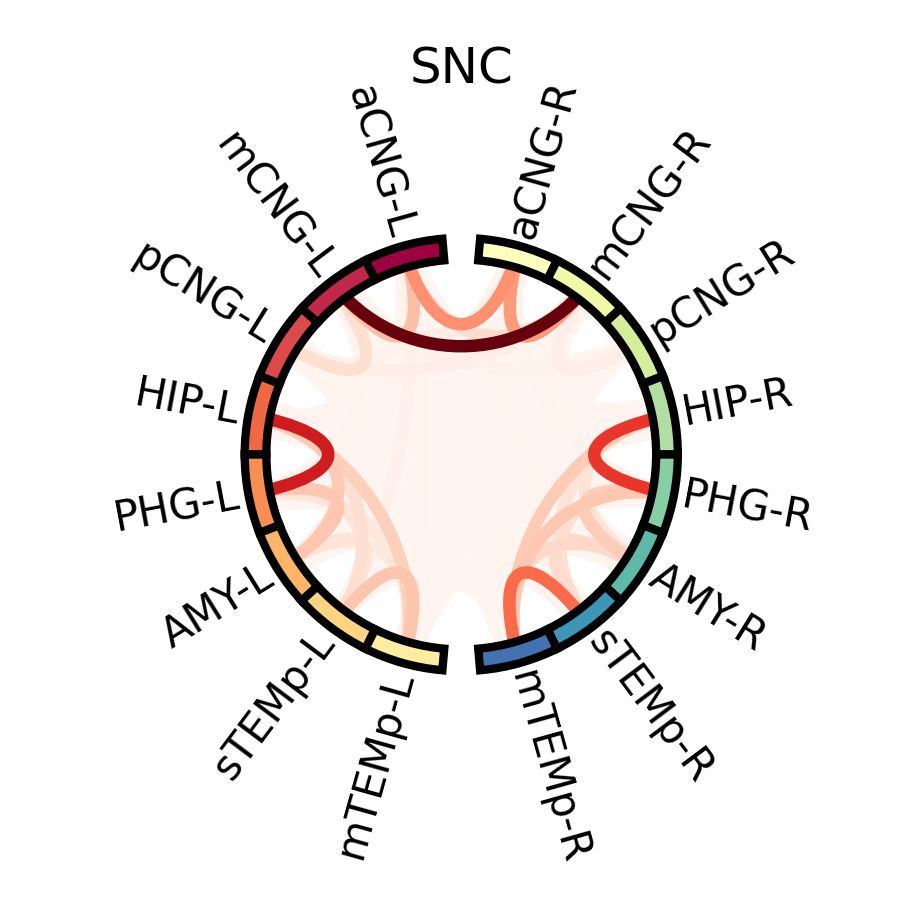 SNC
aCNG-L
aCNG-R
mCNG-L
mCNG-R
pCNG-L
pCNG-R
HIP-L
HIP-R
PHG-L
PHG-R
AMY-L
AMY-R
sTEMp-L
sTEMp-R
mTEMp-L
mTEMp-R